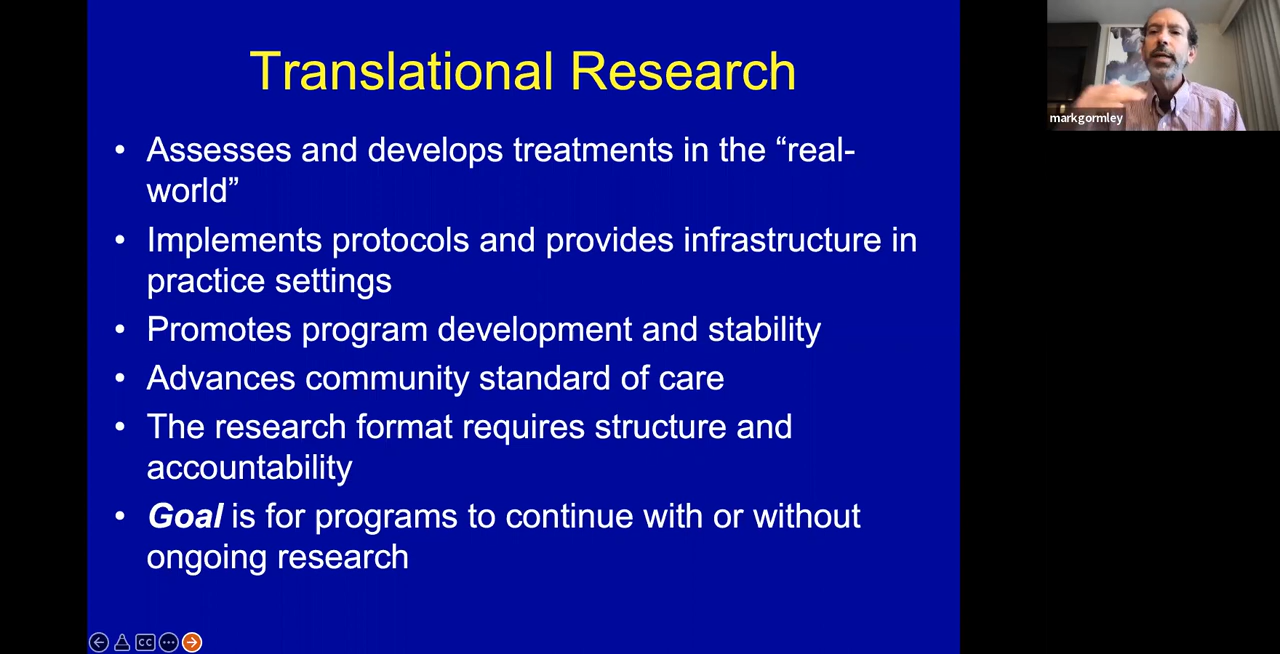 Translational Research
• Assesses and develops treatments in the “real-
world”
• Implements protocols and provides infrastructure in
practice settings
• Promotes program development and stability
• Advances community standard of care
• The research format requires structure and
accountability
• Goal is for programs to continue with or without
ongoing research
markgormley
CC